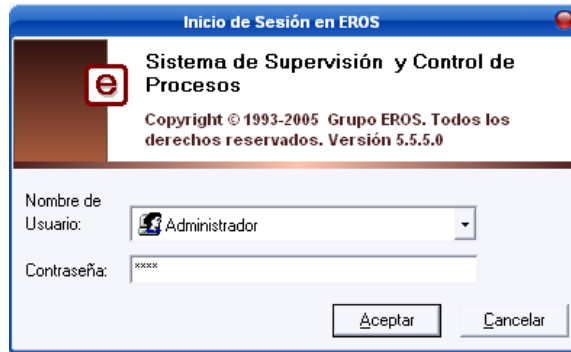 Inicio de Sesión en EROS
e
Sistema de Supervisión y Control de
Procesos
Copyright © 1993-2005 Grupo EROS. Todos los
derechos reservados. Versión 5.5.5.0
Nombre de
Usuario:
Administrador
Contraseña:
****
Aceptar
Cancelar